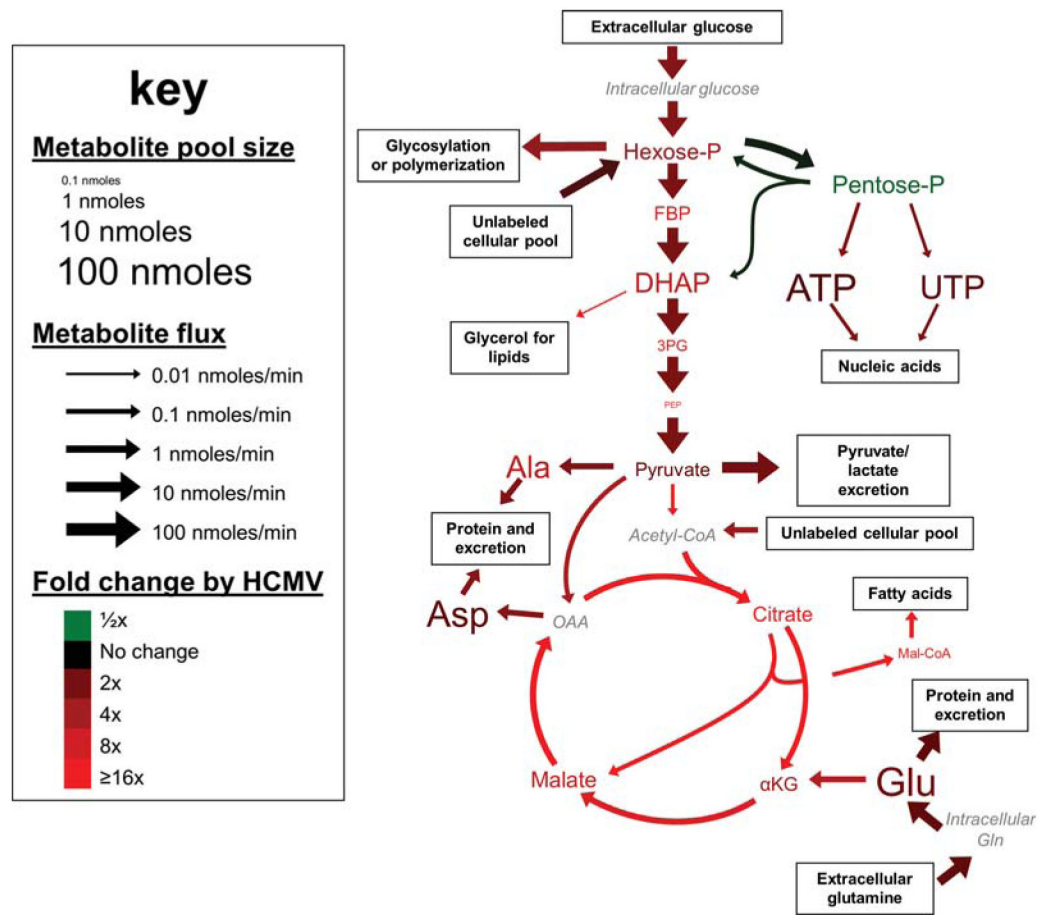 key
Metabolite pool size
0.1 nmoles
1 nmoles
10 nmoles
100 nmoles
Metabolite flux
0.01 nmoles/min
0.1 nmoles/min
1 nmoles/min
10 nmoles/min
100 nmoles/min
Fold change by HCMV
½x
No change
2x
4x
8x
≥16x
Extracellular glucose
Intracellular glucose
Glycosylation
or polymerization
Hexose-P
Pentose-P
Unlabeled
cellular pool
FBP
DHAP
ATP
UTP
Glycerol for
lipids
3PG
Nucleic acids
PEP
Ala
Pyruvate
Pyruvate/
lactate
excretion
Protein and
excretion
Acetyl-CoA
Unlabeled cellular pool
Asp
OAA
Citrate
Fatty acids
Mal-CoA
Protein and
excretion
Malate
αKG
Glu
Intracellular
Gln
Extracellular
glutamine